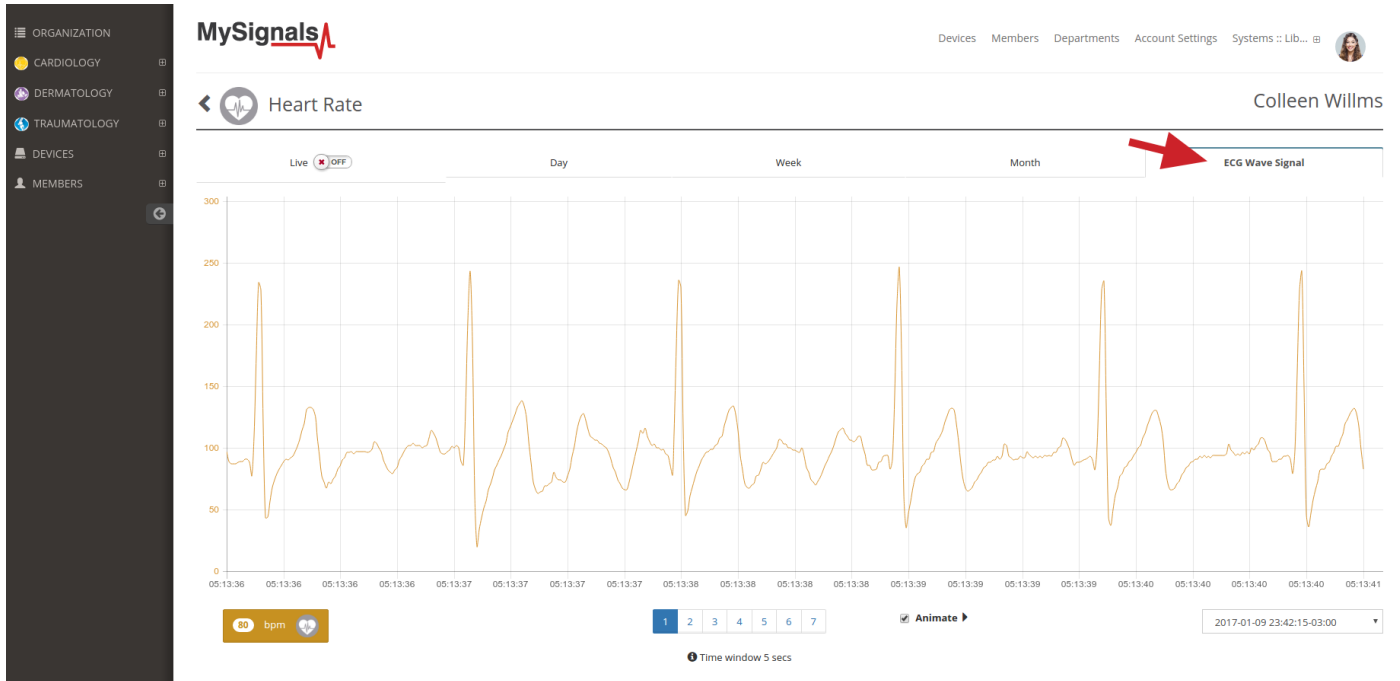 ORGANIZATION
CARDIOLOGY
DERMATOLOGY
TRAUMATOLOGY
DEVICES
MEMBERS
MySignals
Devices Members Departments Account Settings Systems :: Lib...
Heart Rate
Colleen Willms
Live OFF Day Week Month ECG Wave Signal
300
250
200
150
100
50
0
05:13:36 05:13:36 05:13:36 05:13:36 05:13:37 05:13:37 05:13:37 05:13:37 05:13:38 05:13:38 05:13:38 05:13:38 05:13:39 05:13:39 05:13:39 05:13:39 05:13:40 05:13:40 05:13:40 05:13:40 05:13:41
80 bpm 1 2 3 4 5 6 7 Animate 2017-01-09 23:42:15-03:00
Time window 5 secs